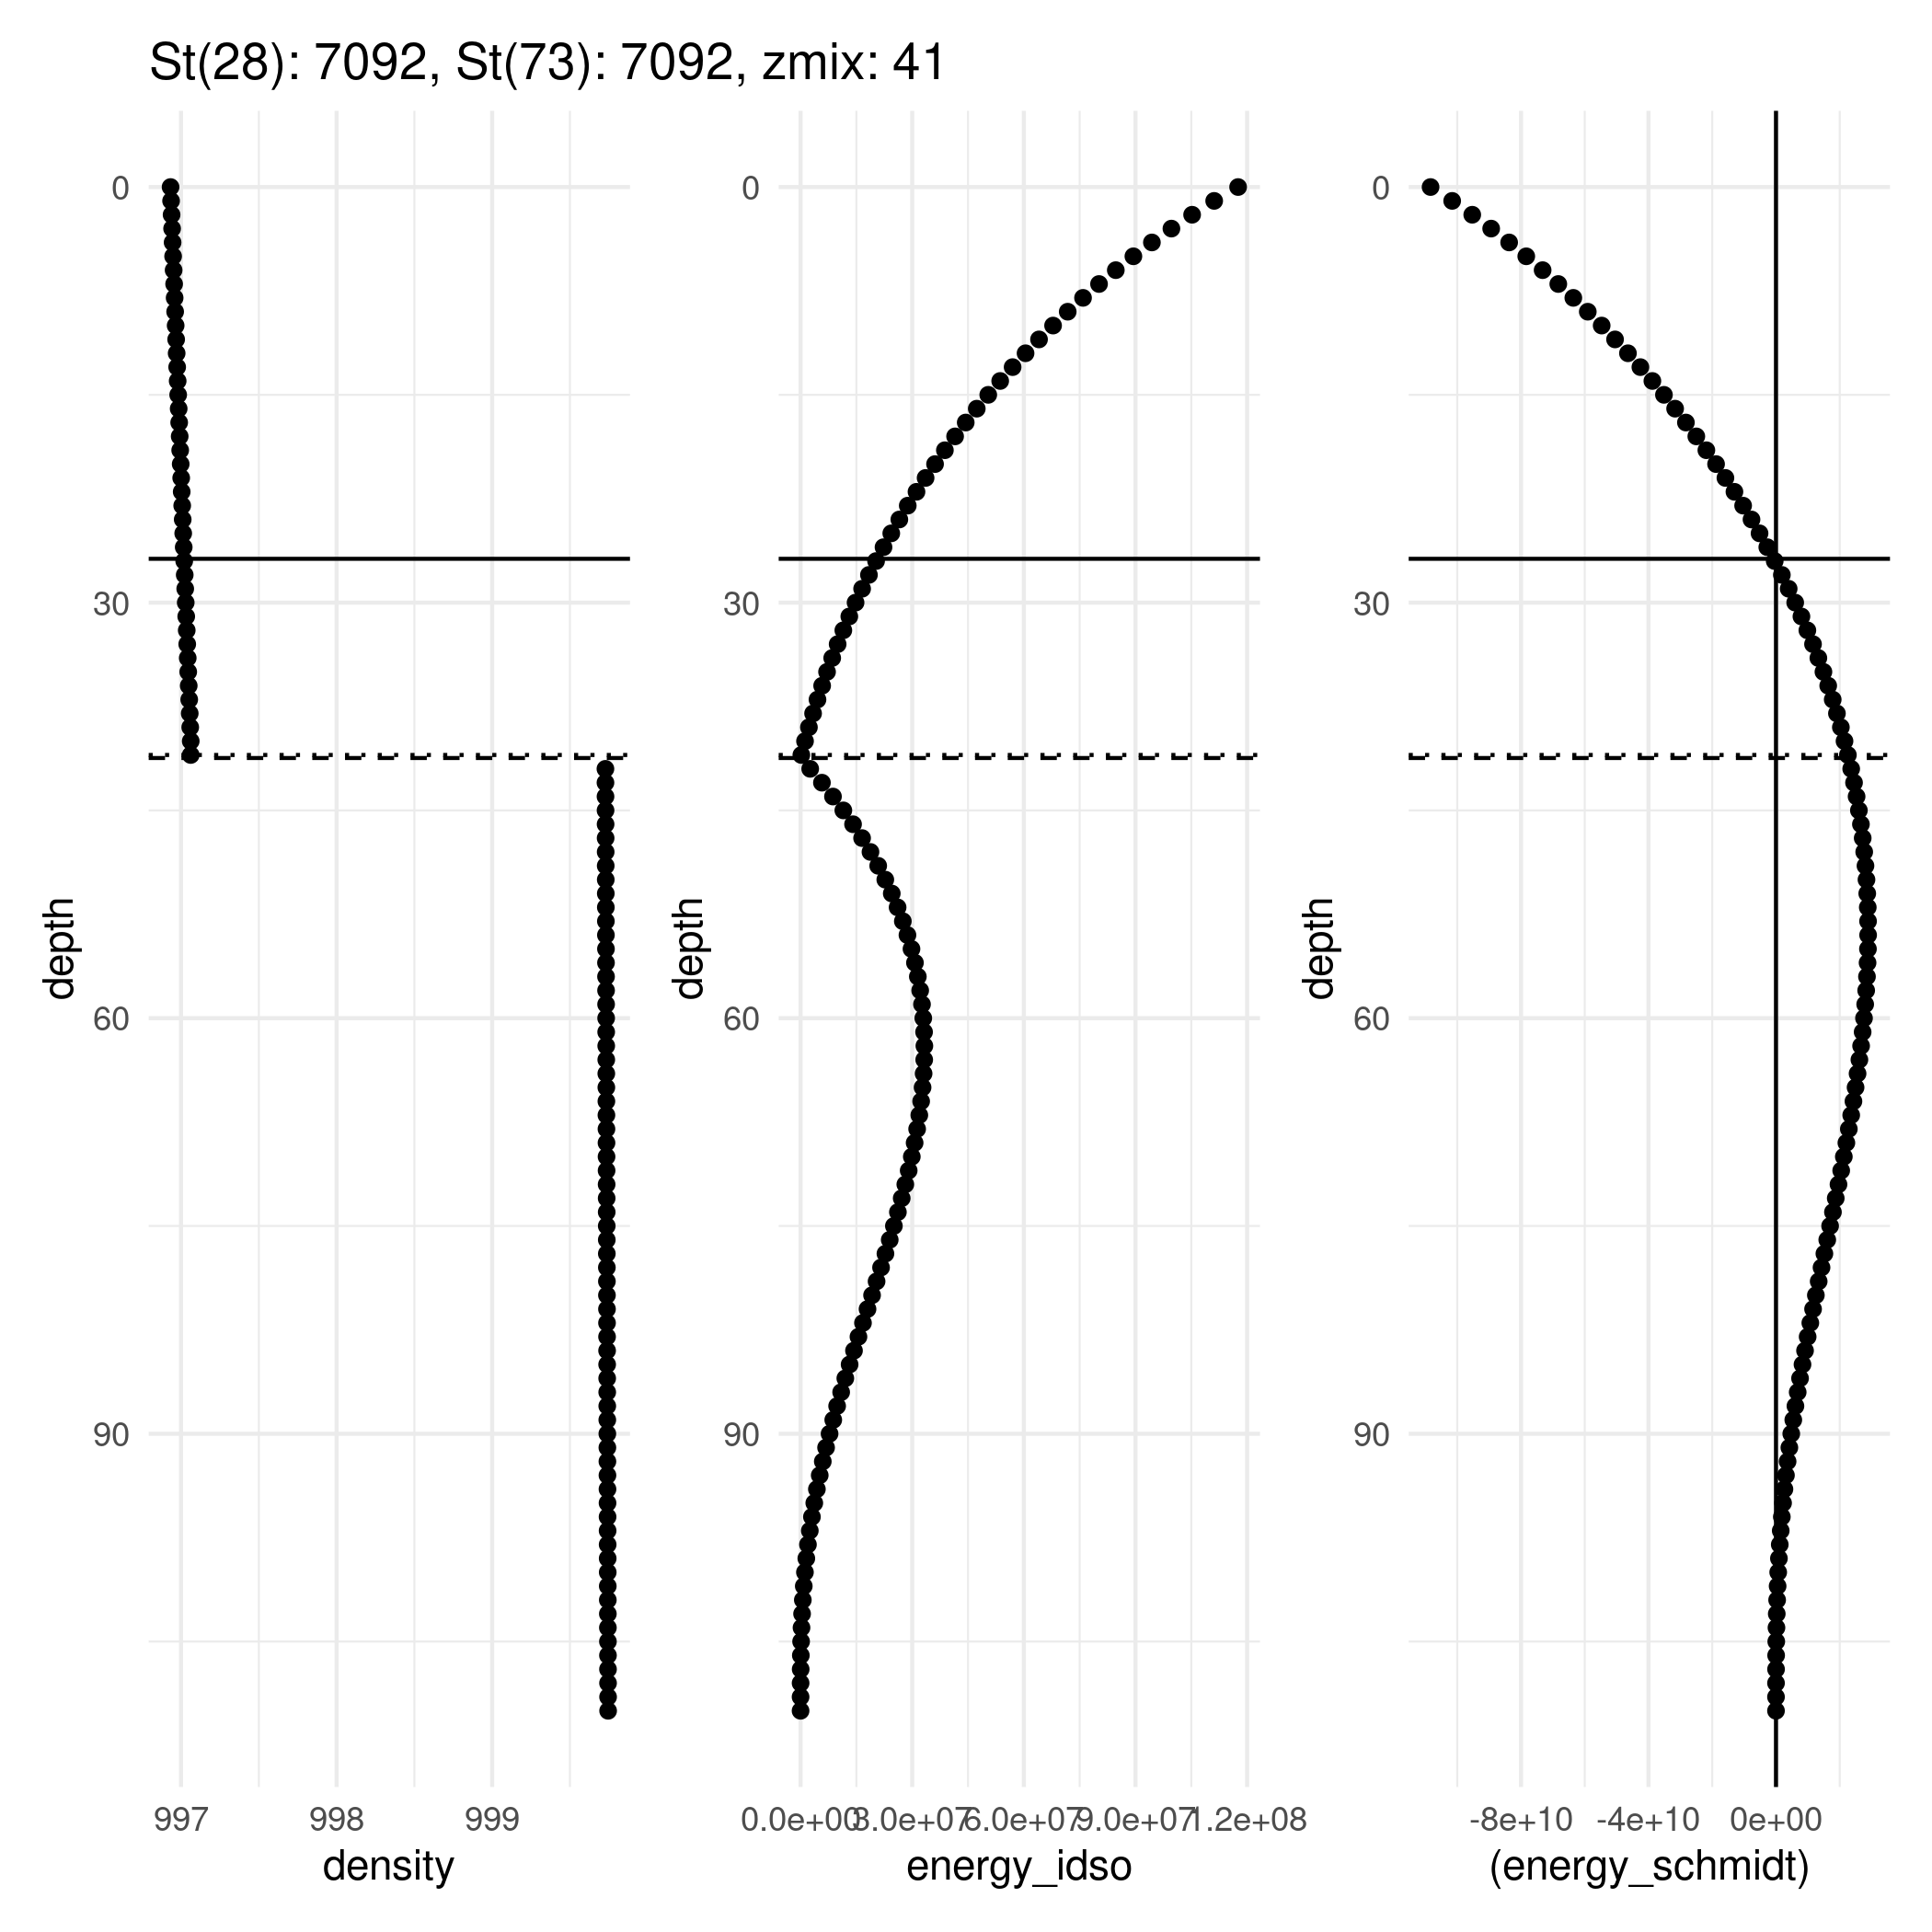 St(28): 7092, St(73): 7092, zmix: 41
0
30
60
90
depth
997
998
999
density
0
30
60
90
depth
0.0e+00
3.0e+07
6.0e+07
9.0e+07
1.2e+08
energy_idso
0
30
60
90
depth
-8e+10
-4e+10
0e+00
(energy_schmidt)